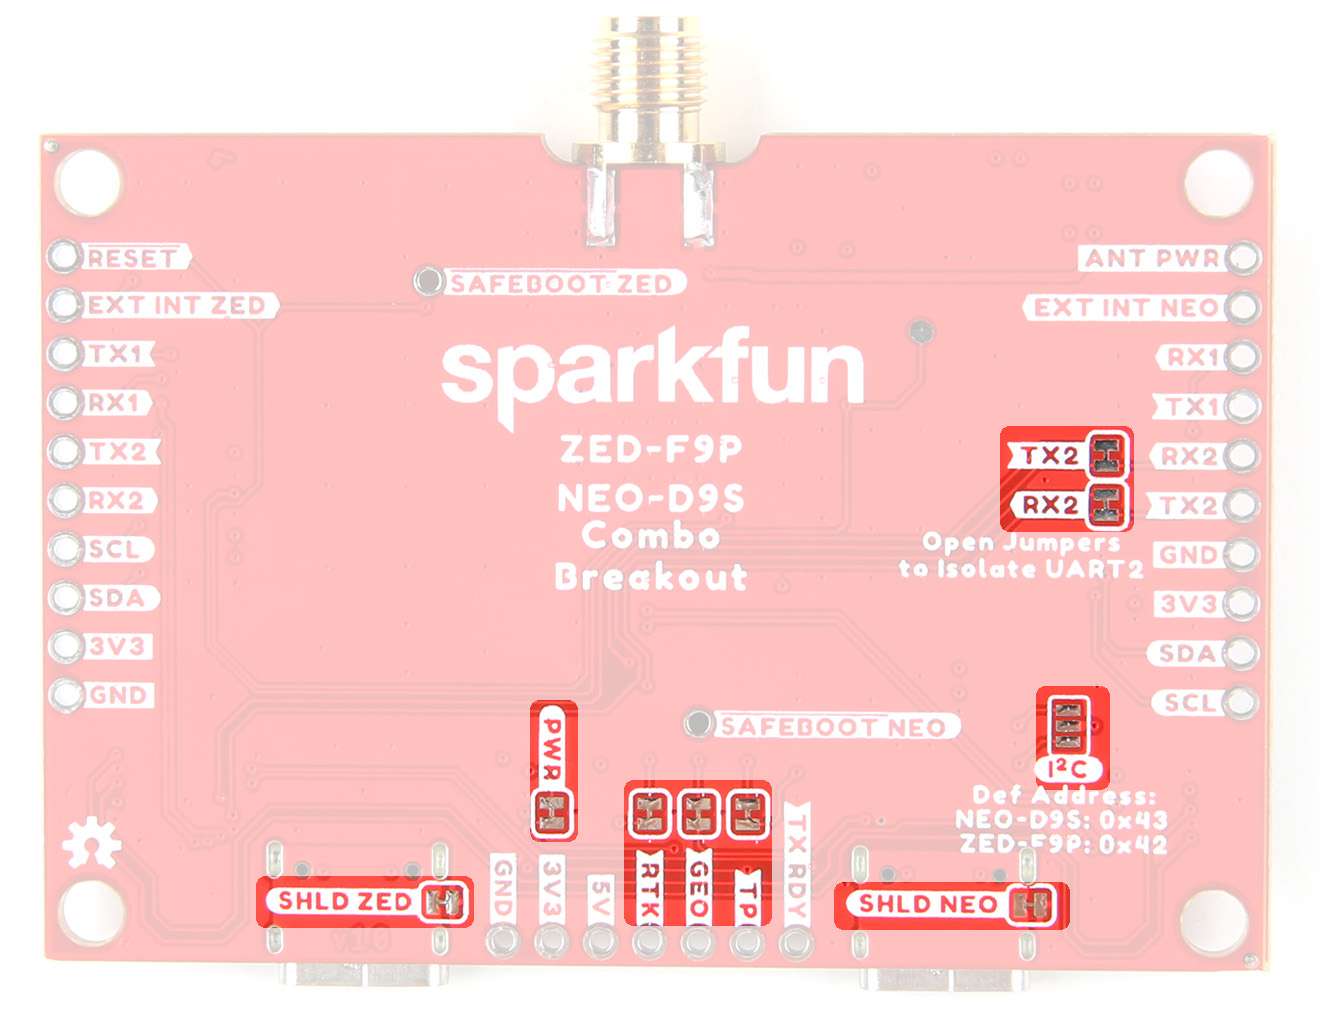 RESET
EXT INT ZED
TX1
RX1
TX2
RX2
SCL
SDA
3V3
GND
SAFEBOOT ZED
sparkfun
ZED-F9P
NEO-D9S
Combo
Breakout
ANT PWR
EXT INT NEO
RX1
TX1
RX2
TX2
GND
3V3
SDA
SCL
TX2
RX2
Open Jumpers
to Isolate UART2
SAFEBOOT NEO
I²C
Def Address:
NEO-D9S: 0x43
ZED-F9P: 0x42
PWR
SHLD ZED
v10
GND
3V3
5V
RTK
GEO
TP
TX RDY
SHLD NEO